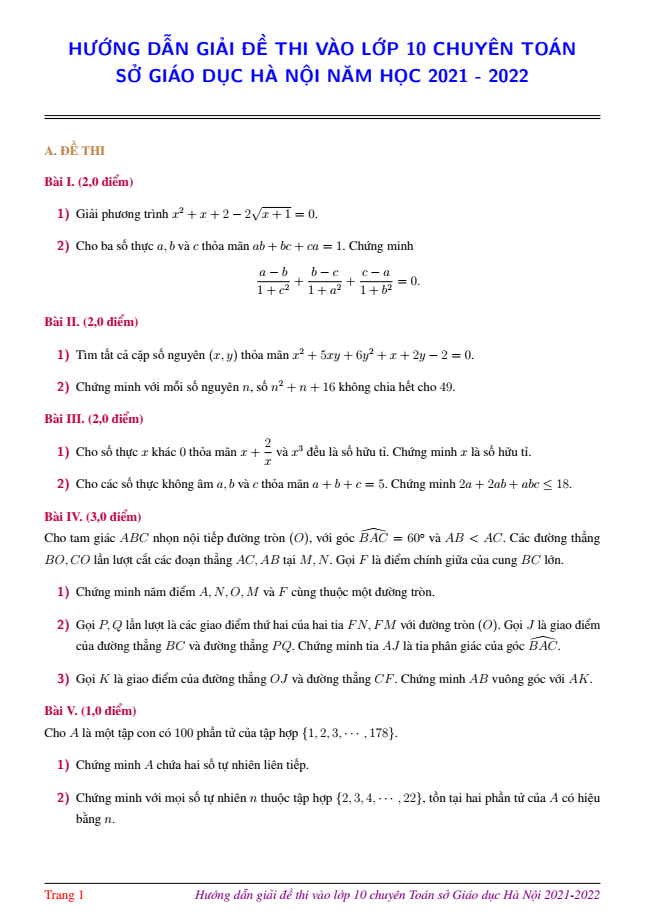 HƯỚNG DẪN GIẢI ĐỀ THI VÀO LỚP 10 CHUYÊN TOÁN
SỞ GIÁO DỤC HÀ NỘI NĂM HỌC 2021 - 2022
A. ĐỀ THI
Bài I. (2,0 điểm)
1) Giải phương trình $x^2 + x + 2 - 2\sqrt{x+1} = 0$.
2) Cho ba số thực $a, b$ và $c$ thỏa mãn $ab + bc + ca = 1$. Chứng minh
$\frac{a-b}{1+c^2} + \frac{b-c}{1+a^2} + \frac{c-a}{1+b^2} = 0.$
Bài II. (2,0 điểm)
1) Tìm tất cả cặp số nguyên $(x, y)$ thỏa mãn $x^2 + 5xy + 6y^2 + x + 2y - 2 = 0$.
2) Chứng minh với mỗi số nguyên $n$, số $n^2 + n + 16$ không chia hết cho 49.
Bài III. (2,0 điểm)
1) Cho số thực $x$ khác 0 thỏa mãn $x + \frac{2}{x}$ và $x^3$ đều là số hữu tỉ. Chứng minh $x$ là số hữu tỉ.
2) Cho các số thực không âm $a, b$ và $c$ thỏa mãn $a + b + c = 5$. Chứng minh $2a + 2ab + abc \leq 18$.
Bài IV. (3,0 điểm)
Cho tam giác $ABC$ nhọn nội tiếp đường tròn $(O)$, với góc $\widehat{BAC} = 60°$ và $AB < AC$. Các đường thẳng
$BO, CO$ lần lượt cắt các đoạn thẳng $AC, AB$ tại $M, N$. Gọi $F$ là điểm chính giữa của cung $BC$ lớn.
1) Chứng minh năm điểm $A, N, O, M$ và $F$ cùng thuộc một đường tròn.
2) Gọi $P, Q$ lần lượt là các giao điểm thứ hai của hai tia $FN, FM$ với đường tròn $(O)$. Gọi $J$ là giao điểm
của đường thẳng $BC$ và đường thẳng $PQ$. Chứng minh tia $AJ$ là tia phân giác của góc $\widehat{BAC}$.
3) Gọi $K$ là giao điểm của đường thẳng $OJ$ và đường thẳng $CF$. Chứng minh $AB$ vuông góc với $AK$.
Bài V. (1,0 điểm)
Cho $A$ là một tập con có 100 phần tử của tập hợp $\{1, 2, 3, \cdots, 178\}$.
1) Chứng minh $A$ chứa hai số tự nhiên liên tiếp.
2) Chứng minh với mọi số tự nhiên $n$ thuộc tập hợp $\{2, 3, 4, \cdots, 22\}$, tồn tại hai phần tử của $A$ có hiệu
bằng $n$.
Trang 1 Hướng dẫn giải đề thi vào lớp 10 chuyên Toán sở Giáo dục Hà Nội 2021-2022